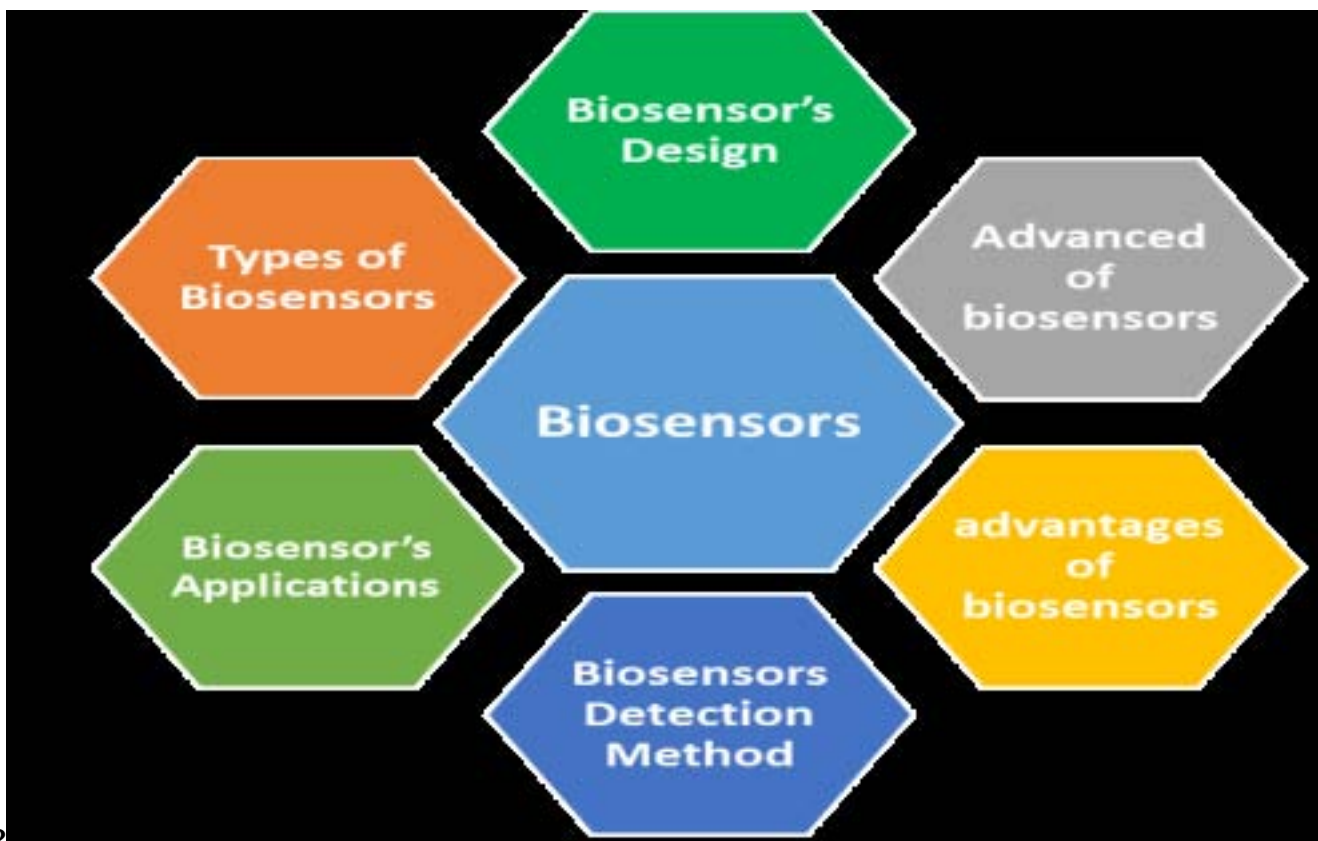 Biosensor's
Design
Types of
Biosensors
Advanced
of
biosensors
Biosensors
Biosensor's
Applications
advantages
of
biosensors
Biosensors
Detection
Method